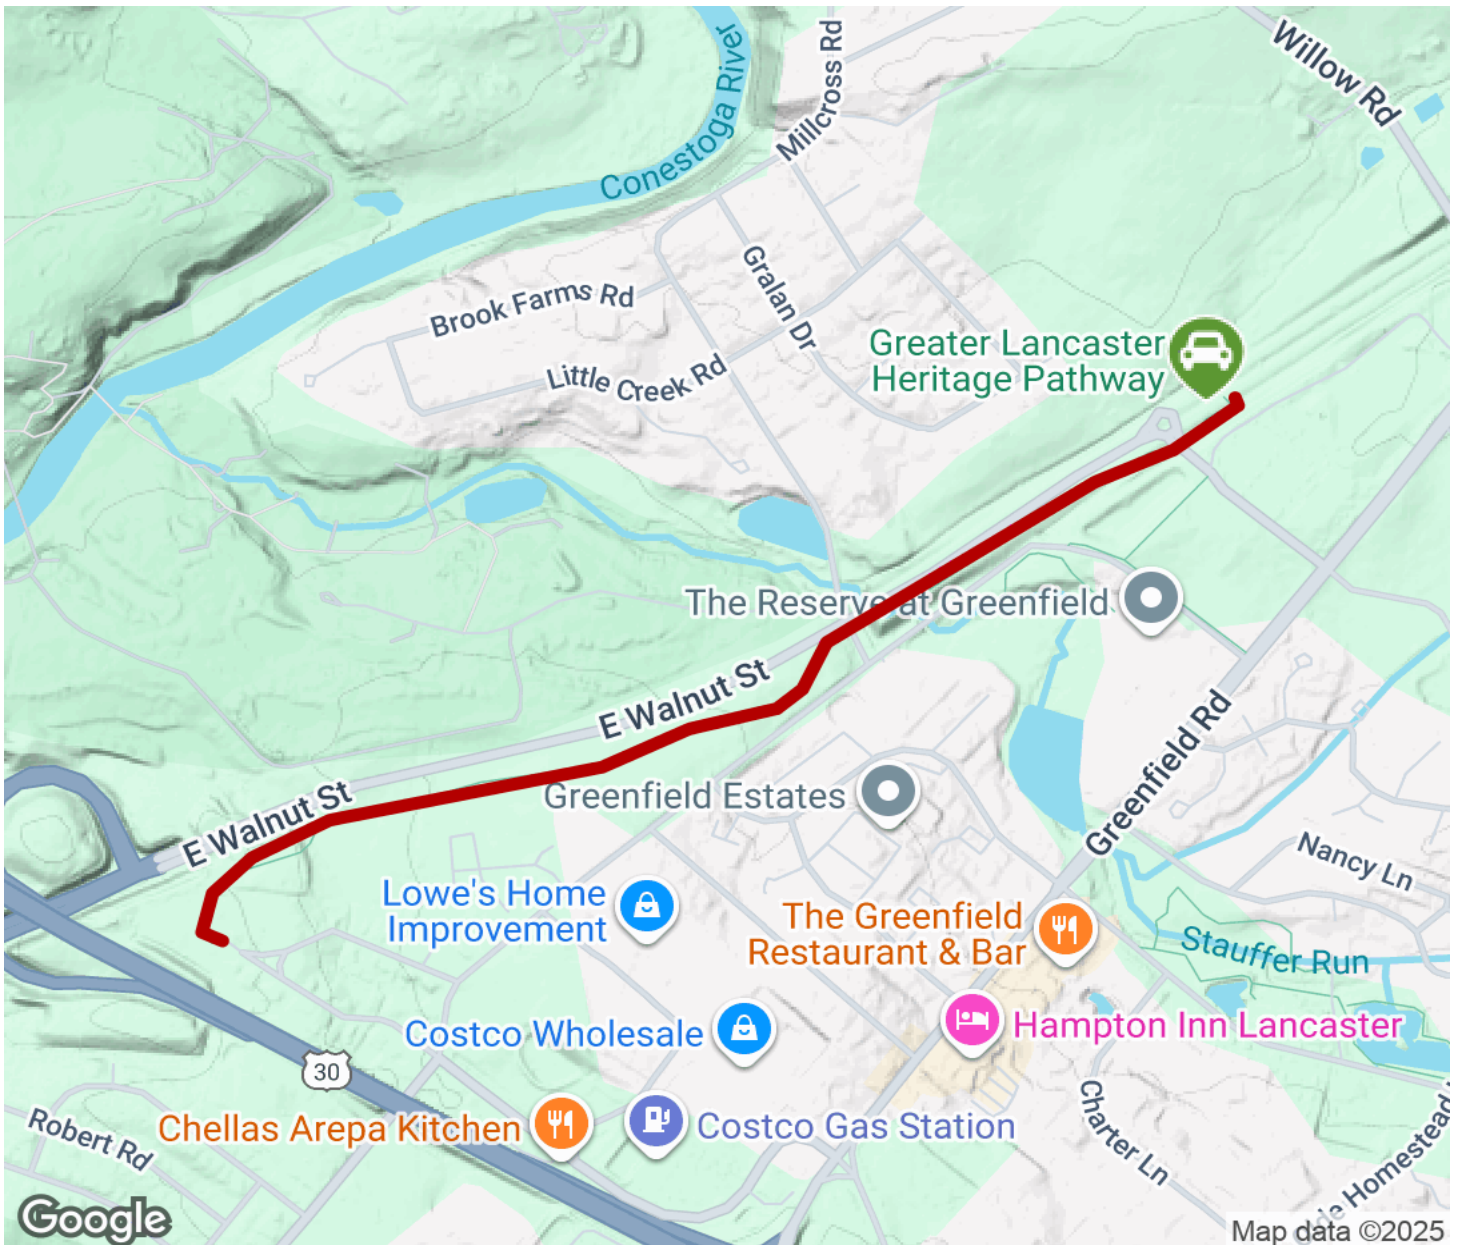 Willow Rd
Millcross Rd
Conestoga River
Gralan Dr
Brook Farms Rd
Little Creek Rd
Greater Lancaster
Heritage Pathway
The Reserve at Greenfield
E Walnut St
Greenfield Rd
E Walnut St
Greenfield Estates
Nancy Ln
Lowe's Home
Improvement
The Greenfield
Restaurant & Bar
Stauffer Run
Costco Wholesale
Hampton Inn Lancaster
30
Chellas Arepa Kitchen
Costco Gas Station
Robert Rd
Charter Ln
Homestead
Google
Map data ©2025